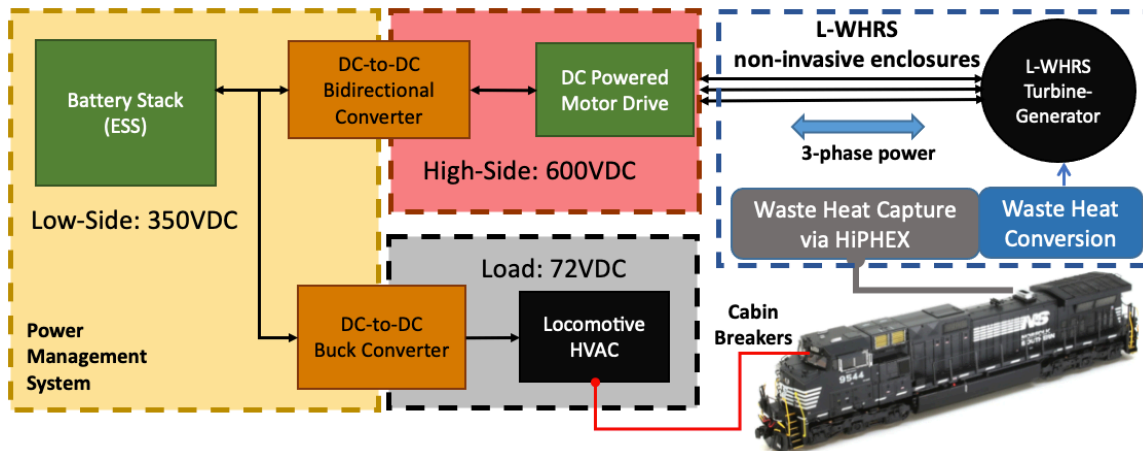 Battery Stack
(ESS)
Low-Side: 350VDC
Power
Management
System
DC-to-DC
Bidirectional
Converter
DC Powered
Motor Drive
High-Side: 600VDC
L-WHRS
non-invasive enclosures
3-phase power
L-WHRS
Turbine-
Generator
Waste Heat Capture
via HiPHEX
Waste Heat
Conversion
Load: 72VDC
DC-to-DC
Buck Converter
Locomotive
HVAC
Cabin
Breakers
9544
NS